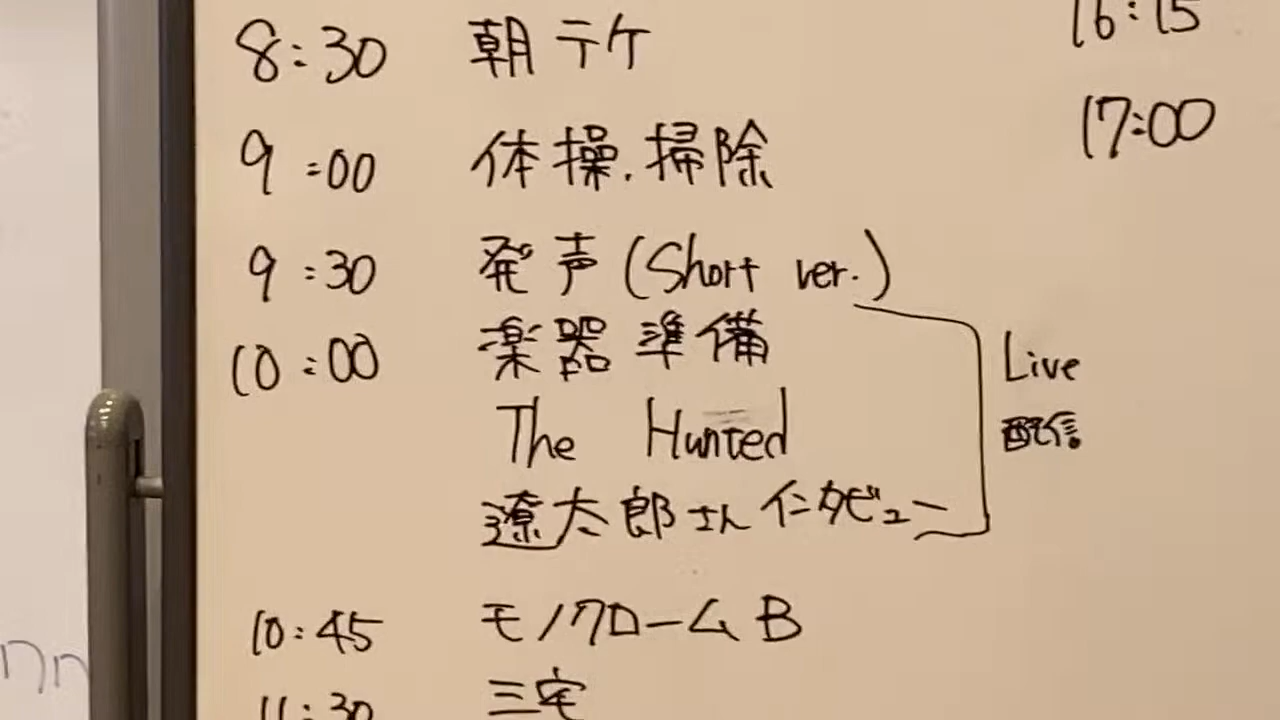 8:30 朝テケ
9:00 体操.掃除
9:30 発声(Short ver.)
10:00 楽器準備
The Hunted
遼太郎さんインタビュー
Live
配信
10:45 モノクロームB
11:30 三宅
16:15
17:00